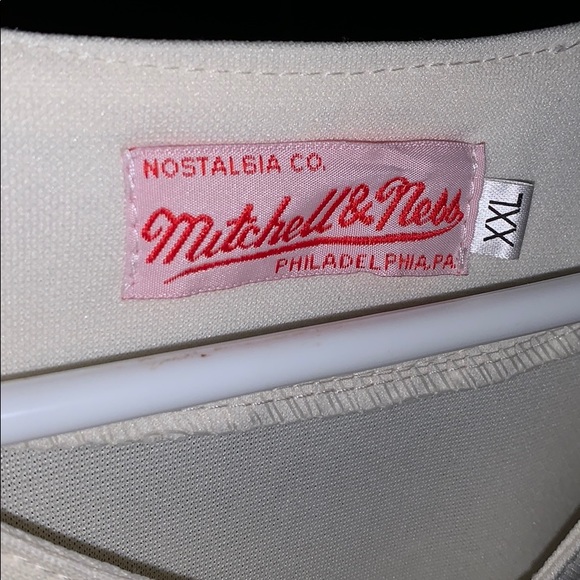 NOSTALGIA CO.
Mitchell & Ness
PHILADELPHIA, PA.
XXL